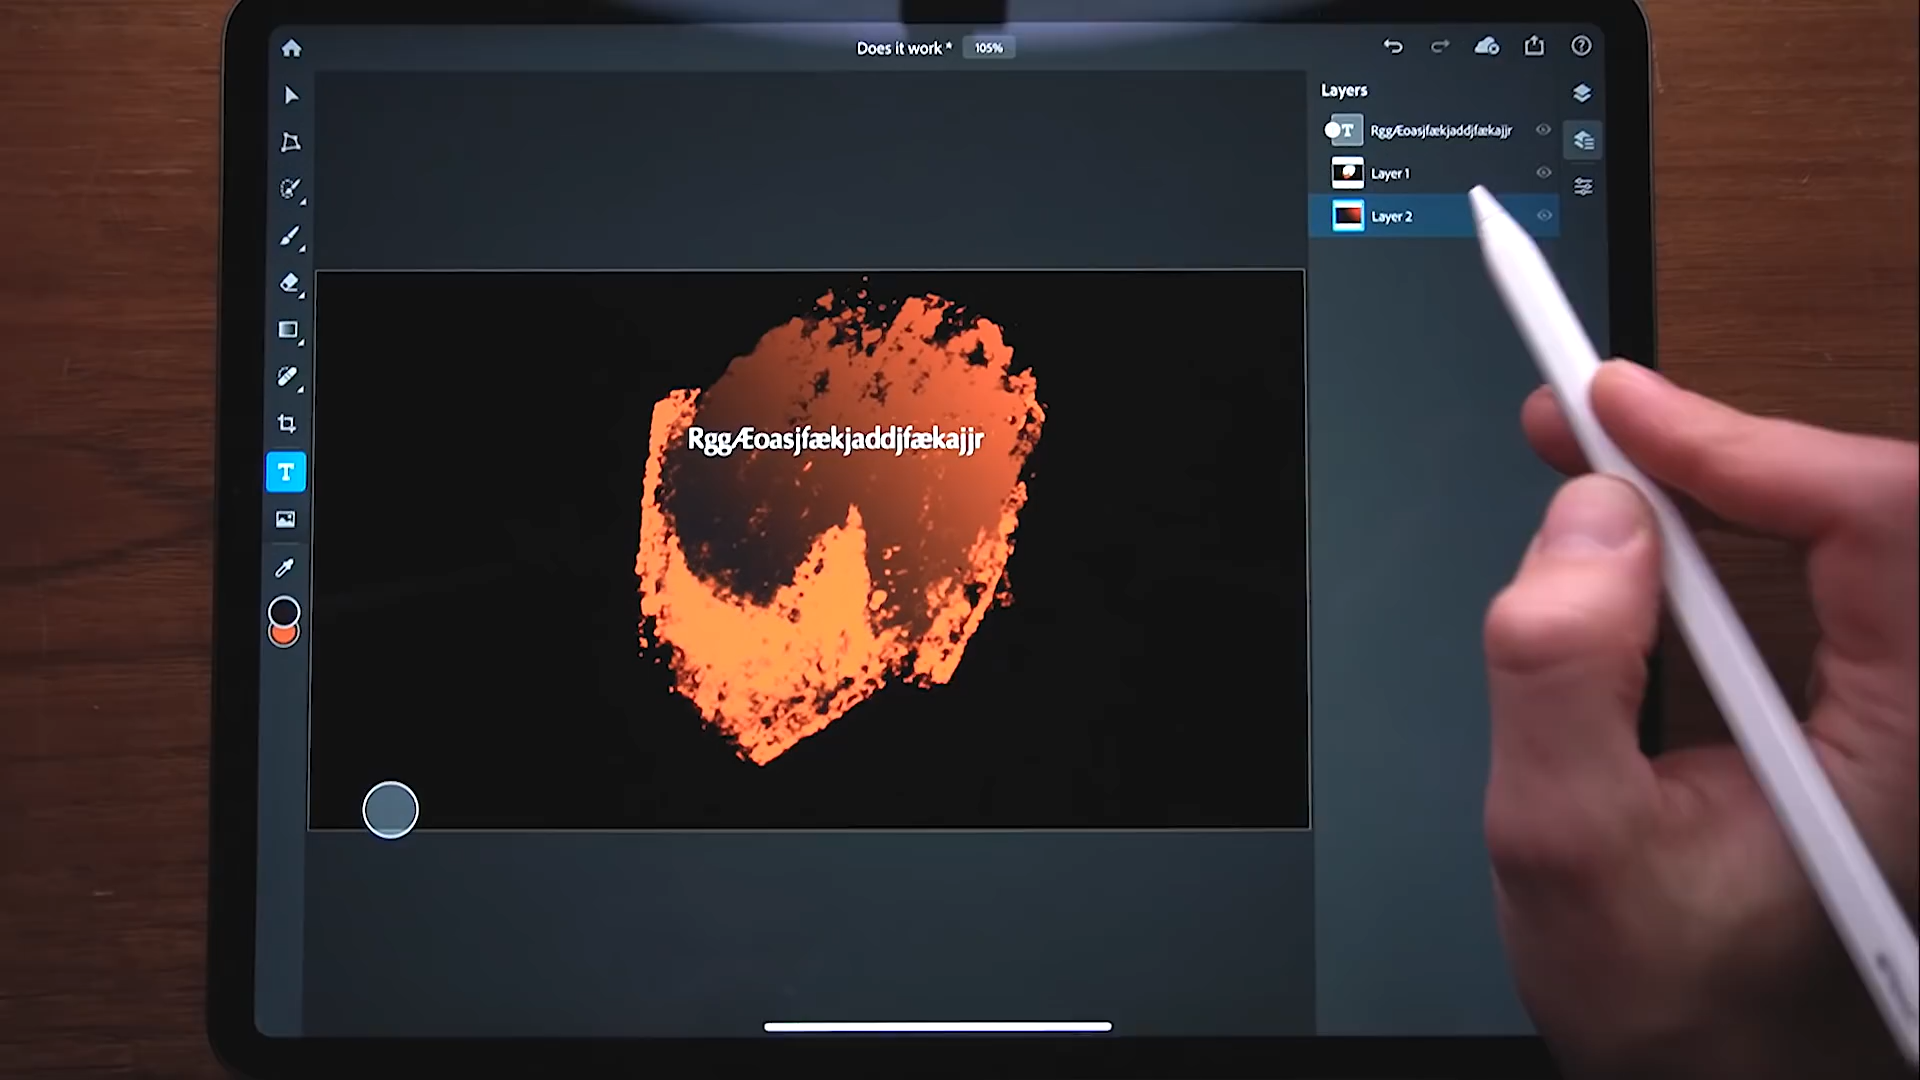 Does it work * 105%
Layers
RggÆoasjfækjaddjfækajjr
Layer 1
Layer 2
RggÆoasjfækjaddjfækajjr
T
T